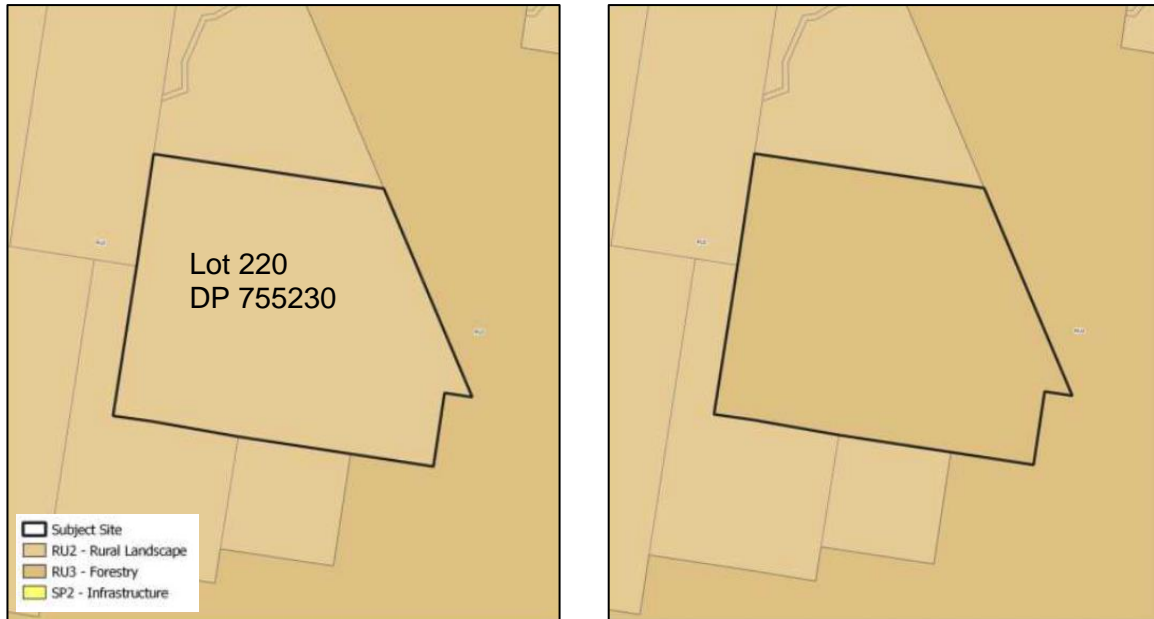 Lot 220
DP 755230
Subject Site
RU2 - Rural Landscape
RU3 - Forestry
SP2 - Infrastructure